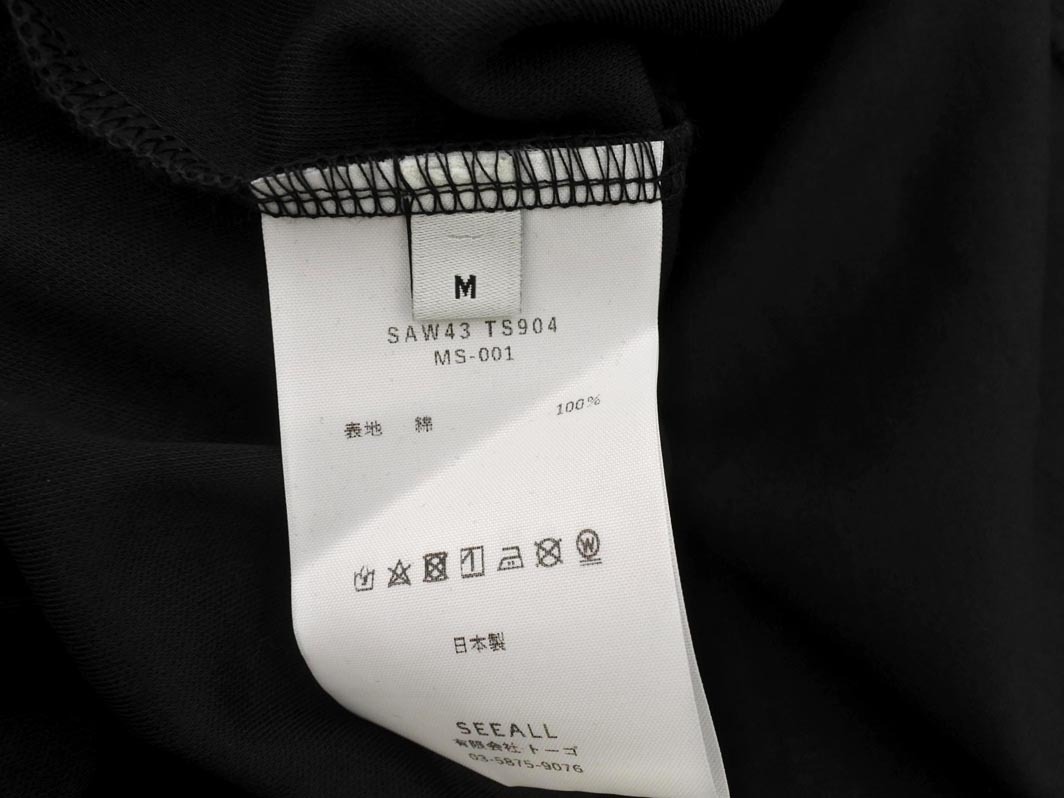 M
SAW43 TS904
MS-001
表地 綿 100%
W
日本製
SEEALL
有限会社 トーゴ
03-5875-9076